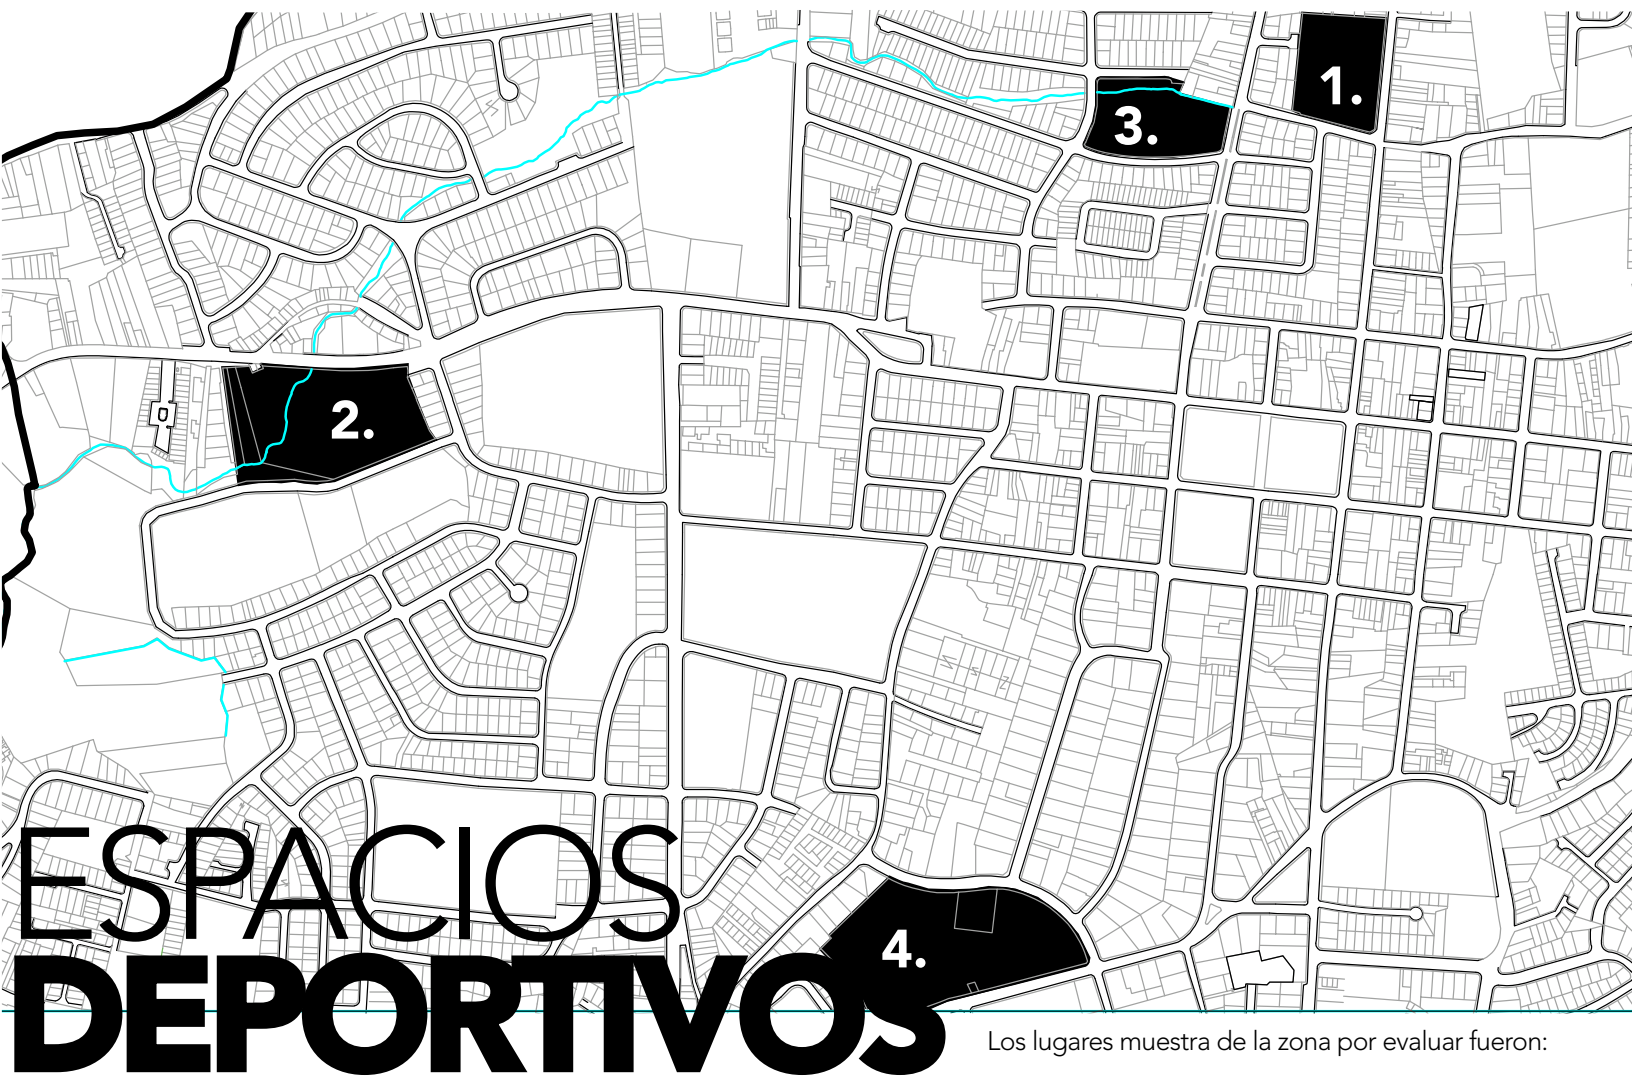 1.
3.
2.
4.
ESPACIOS
DEPORTIVOS
Los lugares muestra de la zona por evaluar fueron: